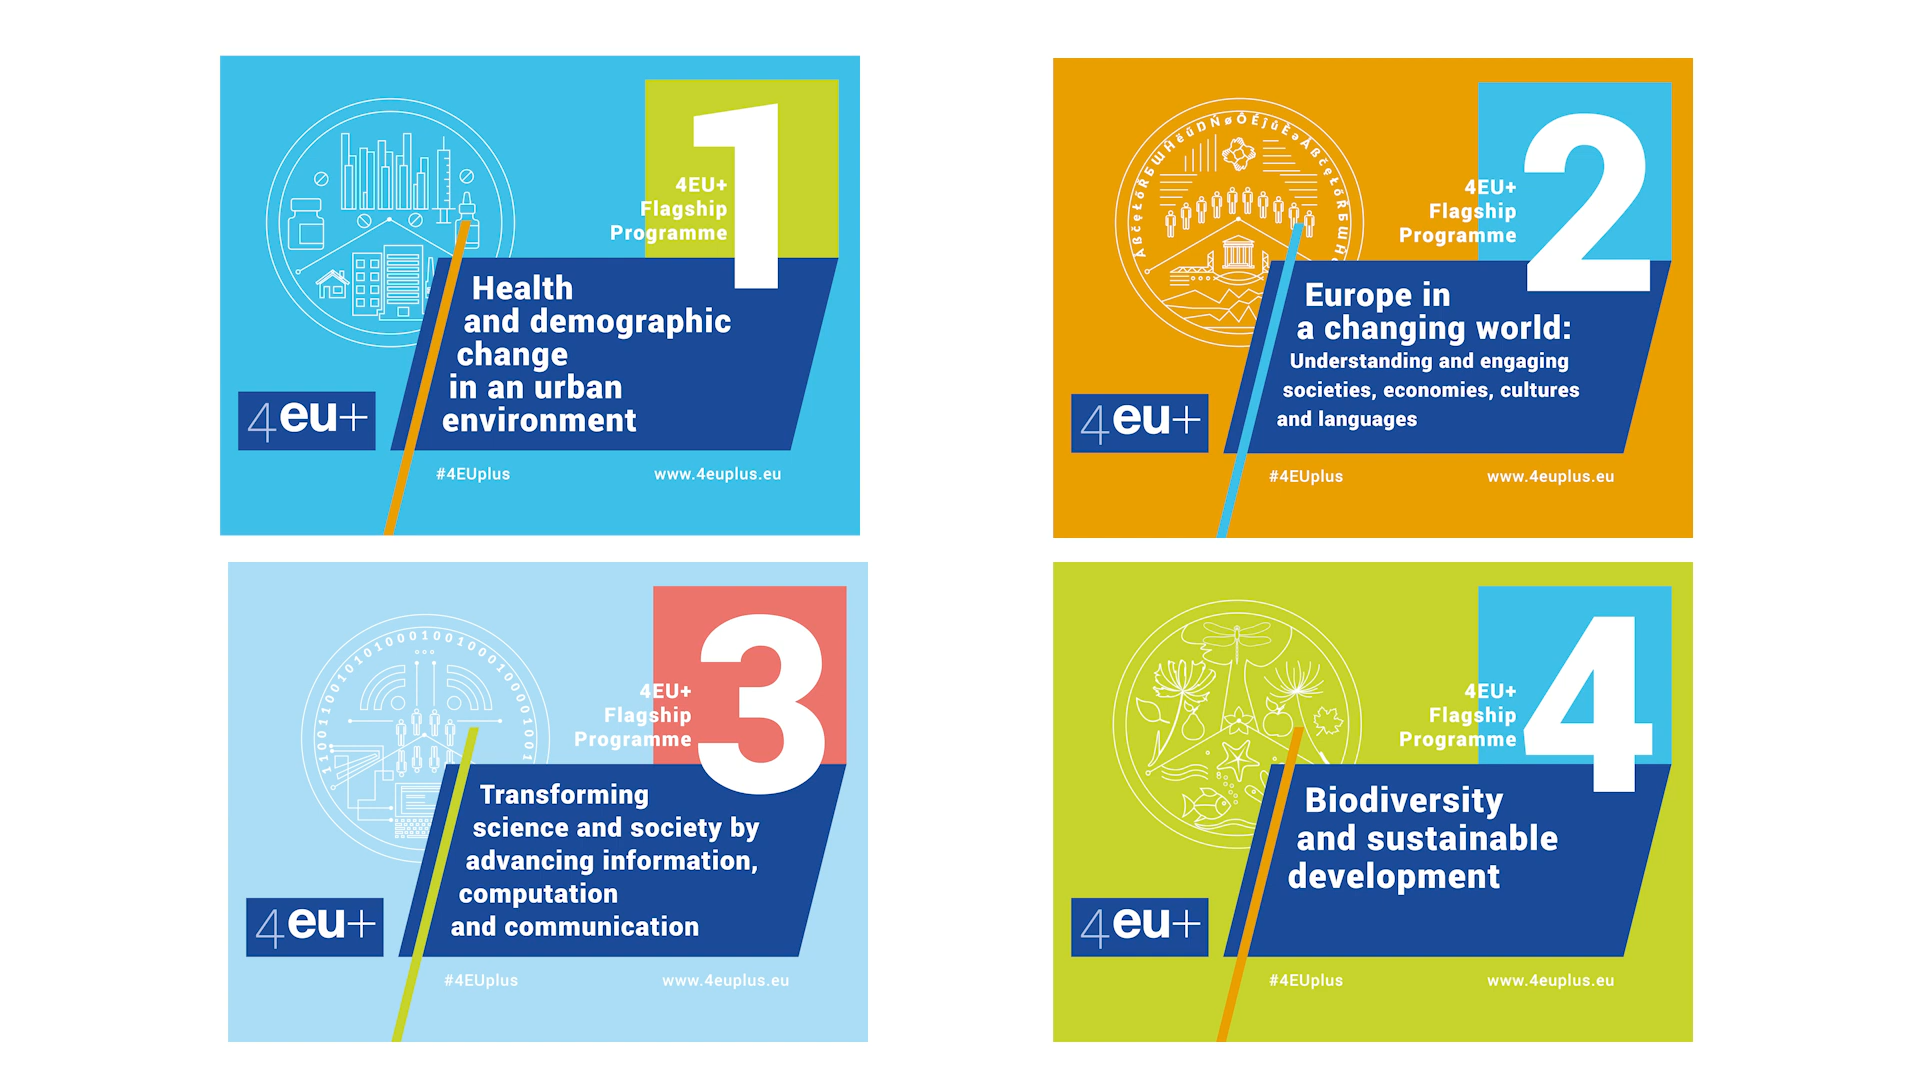 1
4EU+
Flagship
Programme
Health
and demographic
change
in an urban
environment
4eu+
#4EUplus
www.4euplus.eu
2
4EU+
Flagship
Programme
Europe in
a changing world:
Understanding and engaging
societies, economies, cultures
and languages
4eu+
#4EUplus
www.4euplus.eu
3
4EU+
Flagship
Programme
Transforming
science and society by
advancing information,
computation
and communication
4eu+
#4EUplus
www.4euplus.eu
4
4EU+
Flagship
Programme
Biodiversity
and sustainable
development
4eu+
#4EUplus
www.4euplus.eu